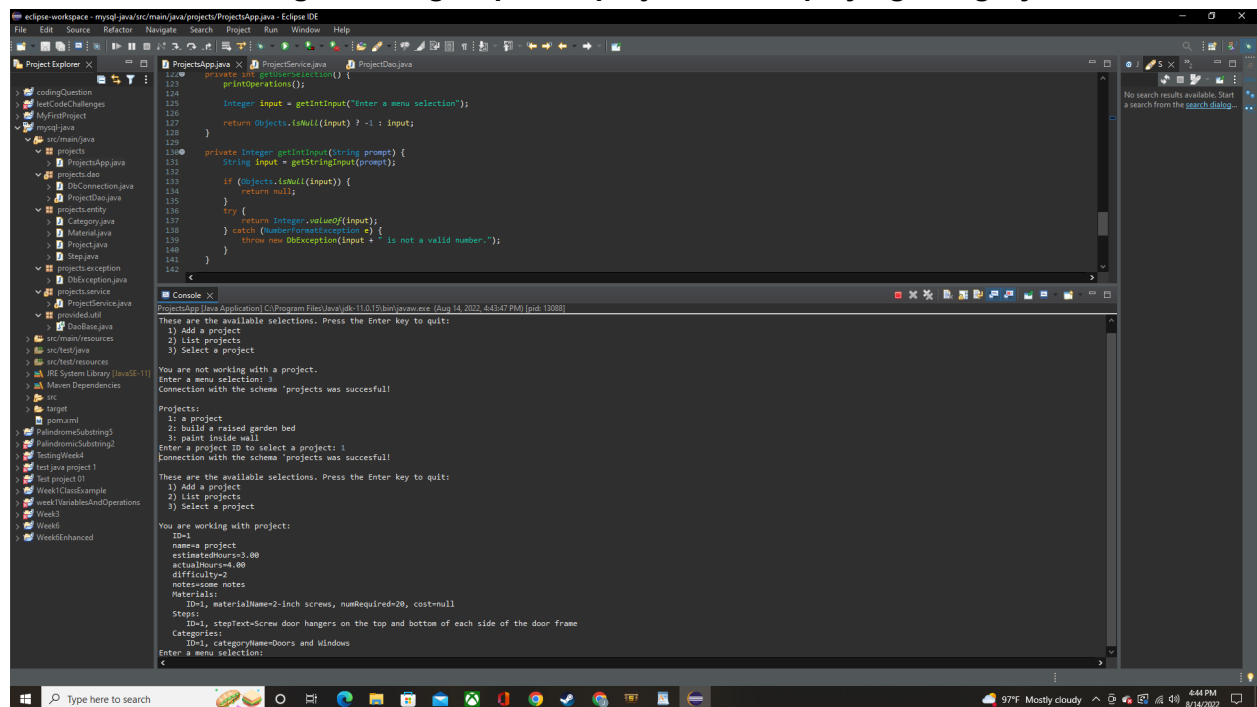 eclipse-workspace - mysql-java/src/main/java/projects/ProjectsApp.java - Eclipse IDE
File Edit Source Refactor Navigate Search Project Run Window Help
Project Explorer
codingQuestion
leetCodeChallenges
MyFirstProject
mysql-java
src/main/java
projects
ProjectsApp.java
projects.dao
DbConnection.java
ProjectDao.java
projects.entity
Category.java
Material.java
Project.java
Step.java
projects.exception
DbException.java
projects.service
ProjectService.java
provided.util
DaoBase.java
src/main/resources
src/test/java
src/test/resources
JRE System Library [JavaSE-11]
Maven Dependencies
src
target
pom.xml
PalindromeSubstring5
PalindromicSubstring2
TestingWeek4
test java project 1
Test project 01
Week1ClassExample
week1VariablesAndOperations
Week3
Week6
Week6Enhanced
ProjectsApp.java ProjectService.java ProjectDao.java
122 private int getUserSelection() {
123 printOperations();
124
125 Integer input = getIntInput("Enter a menu selection");
126
127 return Objects.isNull(input) ? -1 : input;
128 }
129
130 private Integer getIntInput(String prompt) {
131 String input = getStringInput(prompt);
132
133 if (Objects.isNull(input)) {
134 return null;
135 }
136 try {
137 return Integer.valueOf(input);
138 } catch (NumberFormatException e) {
139 throw new DbException(input + " is not a valid number.");
140 }
141 }
142
Console
ProjectsApp [Java Application] C:\Program Files\Java\jdk-11.0.15\bin\javaw.exe (Aug 14, 2022, 4:43:47 PM) [pid: 13088]
These are the available selections. Press the Enter key to quit:
1) Add a project
2) List projects
3) Select a project
You are not working with a project.
Enter a menu selection: 3
Connection with the schema 'projects was succesful!
Projects:
1: a project
2: build a raised garden bed
3: paint inside wall
Enter a project ID to select a project: 1
Connection with the schema 'projects was succesful!
These are the available selections. Press the Enter key to quit:
1) Add a project
2) List projects
3) Select a project
You are working with project:
ID=1
name=a project
estimatedHours=3.00
actualHours=4.00
difficulty=2
notes=some notes
Materials:
ID=1, materialName=2-inch screws, numRequired=20, cost=null
Steps:
ID=1, stepText=Screw door hangers on the top and bottom of each side of the door frame
Categories:
ID=1, categoryName=Doors and Windows
Enter a menu selection:
No search results available. Start
a search from the search dialog...
Type here to search
97°F Mostly cloudy
4:44 PM
8/14/2022